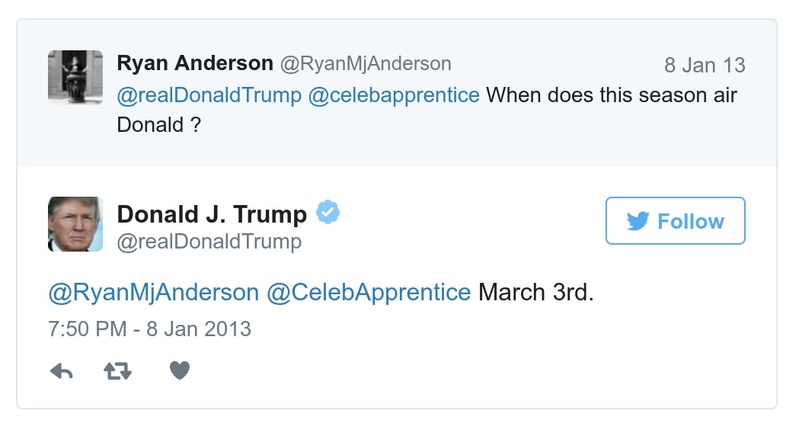 Ryan Anderson @RyanMjAnderson 8 Jan 13
@realDonaldTrump @celebapprentice When does this season air
Donald ?
Donald J. Trump
@realDonaldTrump
Follow
@RyanMjAnderson @CelebApprentice March 3rd.
7:50 PM - 8 Jan 2013